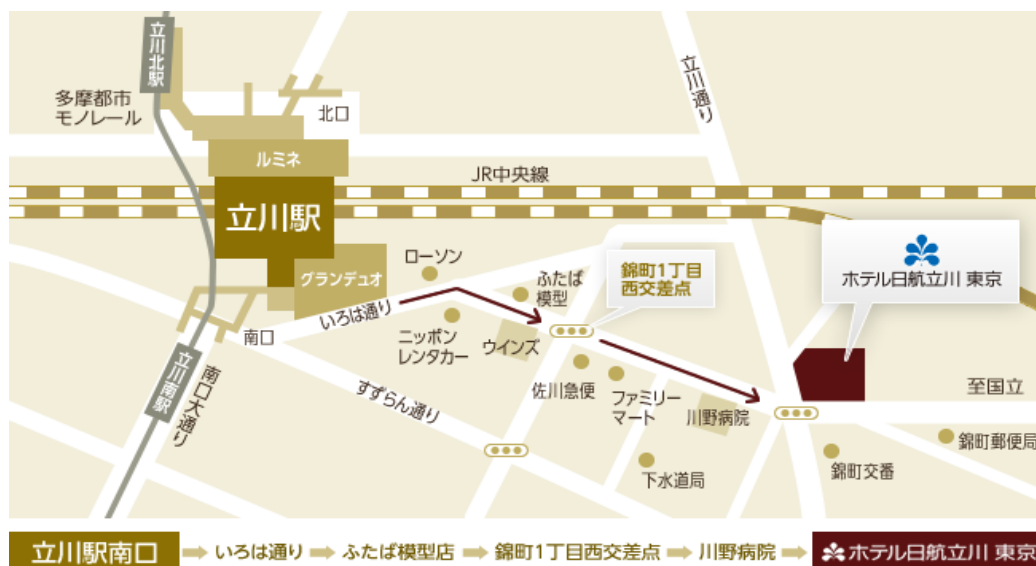 立川北駅
多摩都市
モノレール
北口
立川通り
ルミネ
JR中央線
立川駅
グランデュオ
ローソン
ふたば
模型
錦町1丁目
西交差点
ホテル日航立川 東京
いろは通り
南口
ニッポン
レンタカー
ウインズ
立川南駅
南口大通り
すずらん通り
佐川急便
ファミリー
マート
川野病院
至国立
下水道局
錦町交番
錦町郵便局
立川駅南口 いろは通り ふたば模型店 錦町1丁目西交差点 川野病院 ホテル日航立川 東京